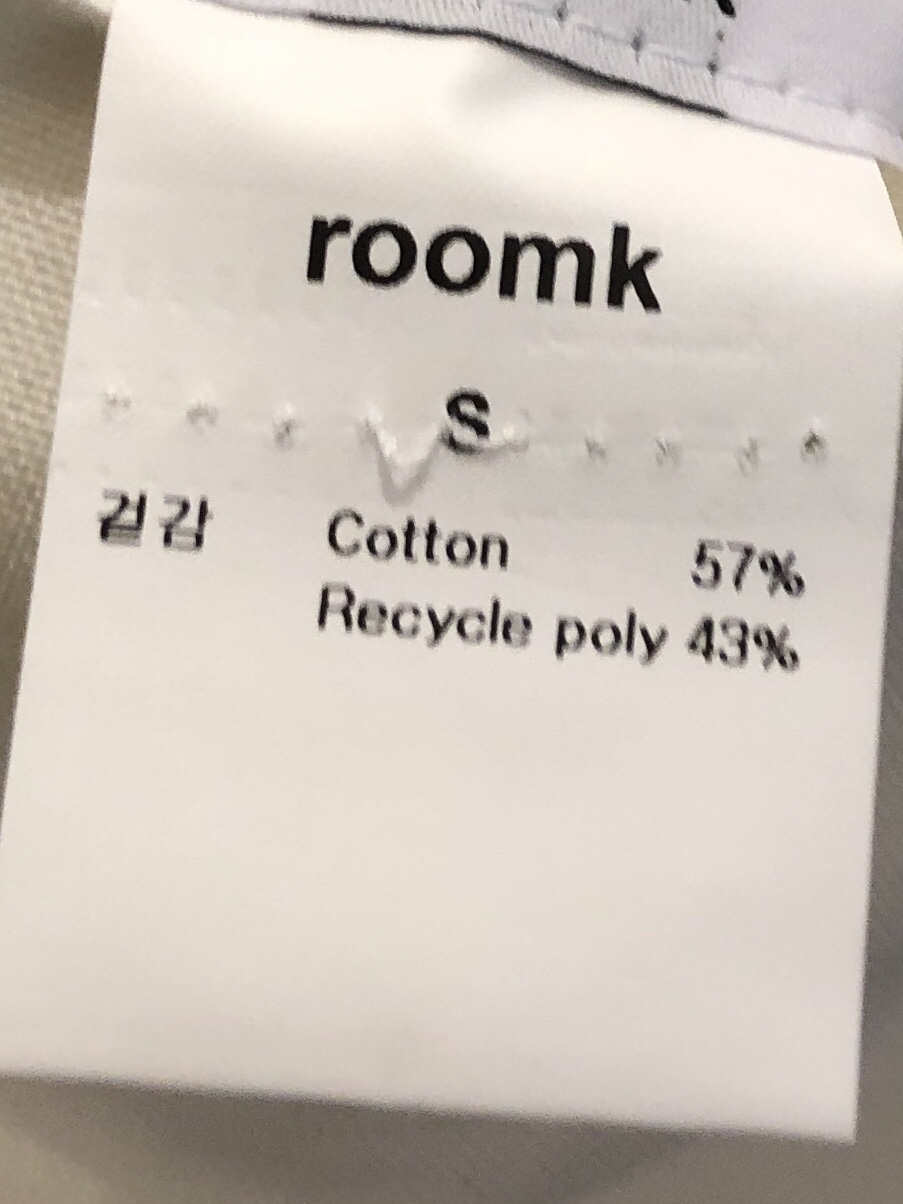 roomk
S
겉감 Cotton 57%
Recycle poly 43%